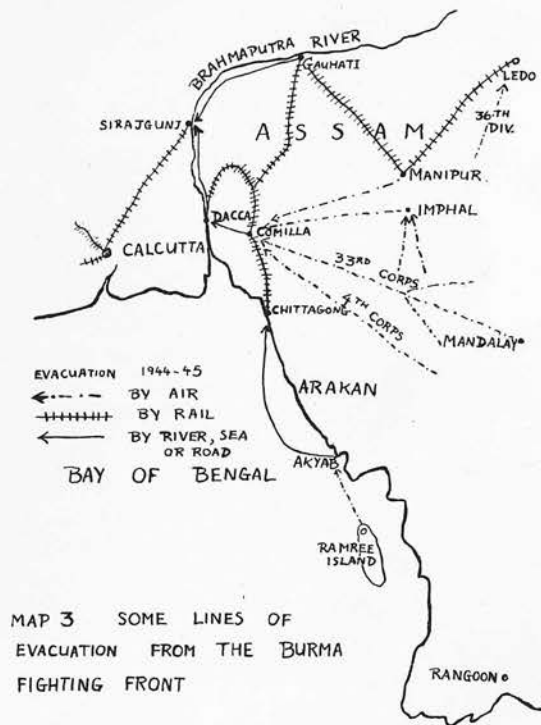 BRAHMAPUTRA RIVER
GAUHATI
LEDO
SIRAJGUNJ
ASSAM
36TH
DIV.
MANIPUR
DACCA
IMPHAL
COMILLA
CALCUTTA
33RD CORPS
4TH CORPS
CHITTAGONG
MANDALAY
EVACUATION 1944-45
BY AIR
BY RAIL
BY RIVER, SEA
OR ROAD
ARAKAN
BAY OF BENGAL
AKYAB
RAMREE
ISLAND
MAP 3 SOME LINES OF
EVACUATION FROM THE BURMA
FIGHTING FRONT
RANGOON